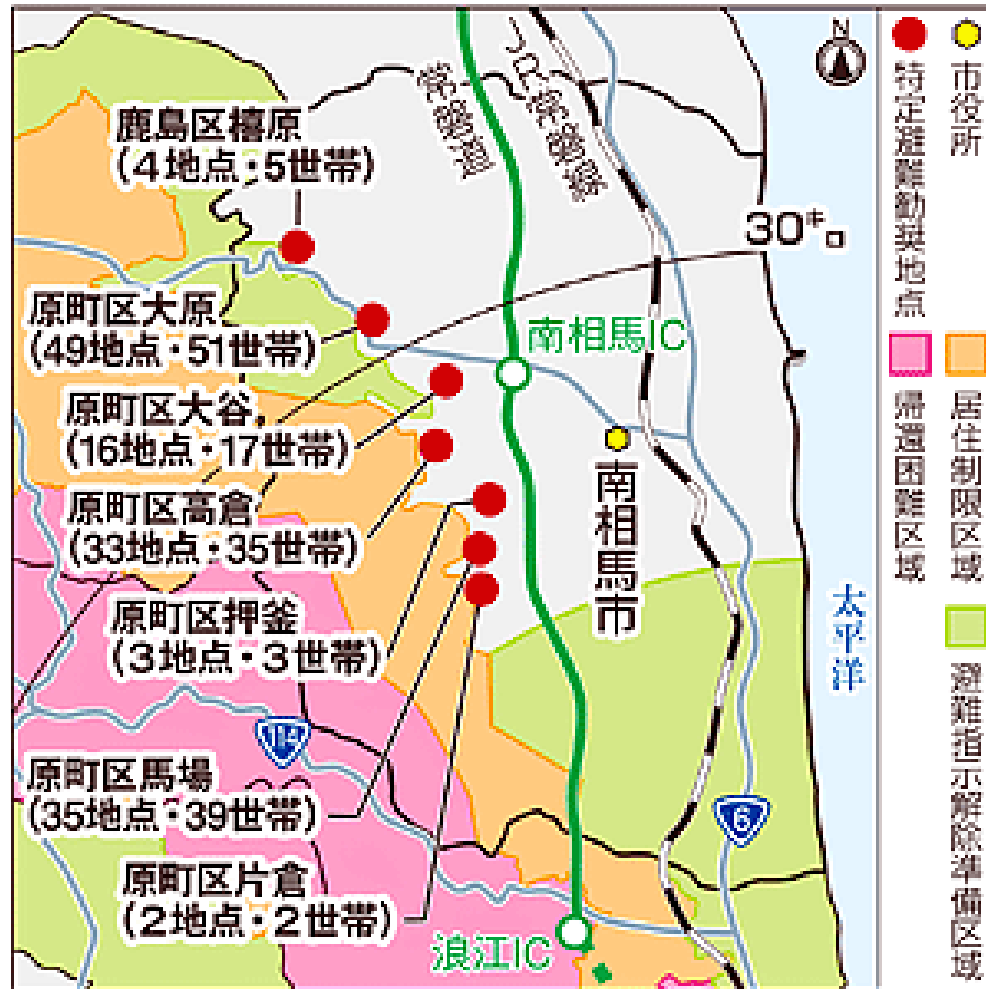 N
鹿島区橲原
(4地点・5世帯)
常磐道
JR常磐線
30㌔
原町区大原
(49地点・51世帯)
南相馬IC
原町区大谷
(16地点・17世帯)
原町区高倉
(33地点・35世帯)
南相馬市
原町区押釜
(3地点・3世帯)
太平洋
114
原町区馬場
(35地点・39世帯)
6
原町区片倉
(2地点・2世帯)
浪江IC
市役所
特定避難勧奨地点
居住制限区域
帰還困難区域
避難指示解除準備区域